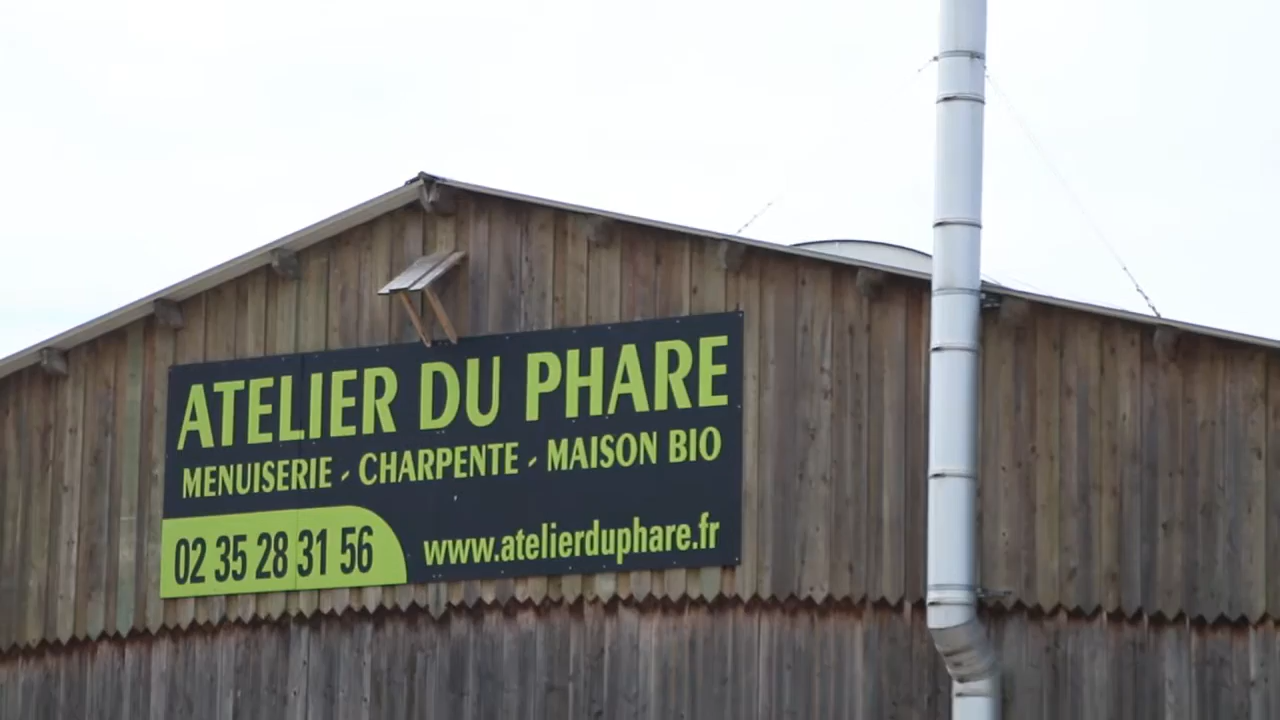 ATELIER DU PHARE
MENUISERIE - CHARPENTE - MAISON BIO
02 35 28 31 56
www.atelierduphare.fr